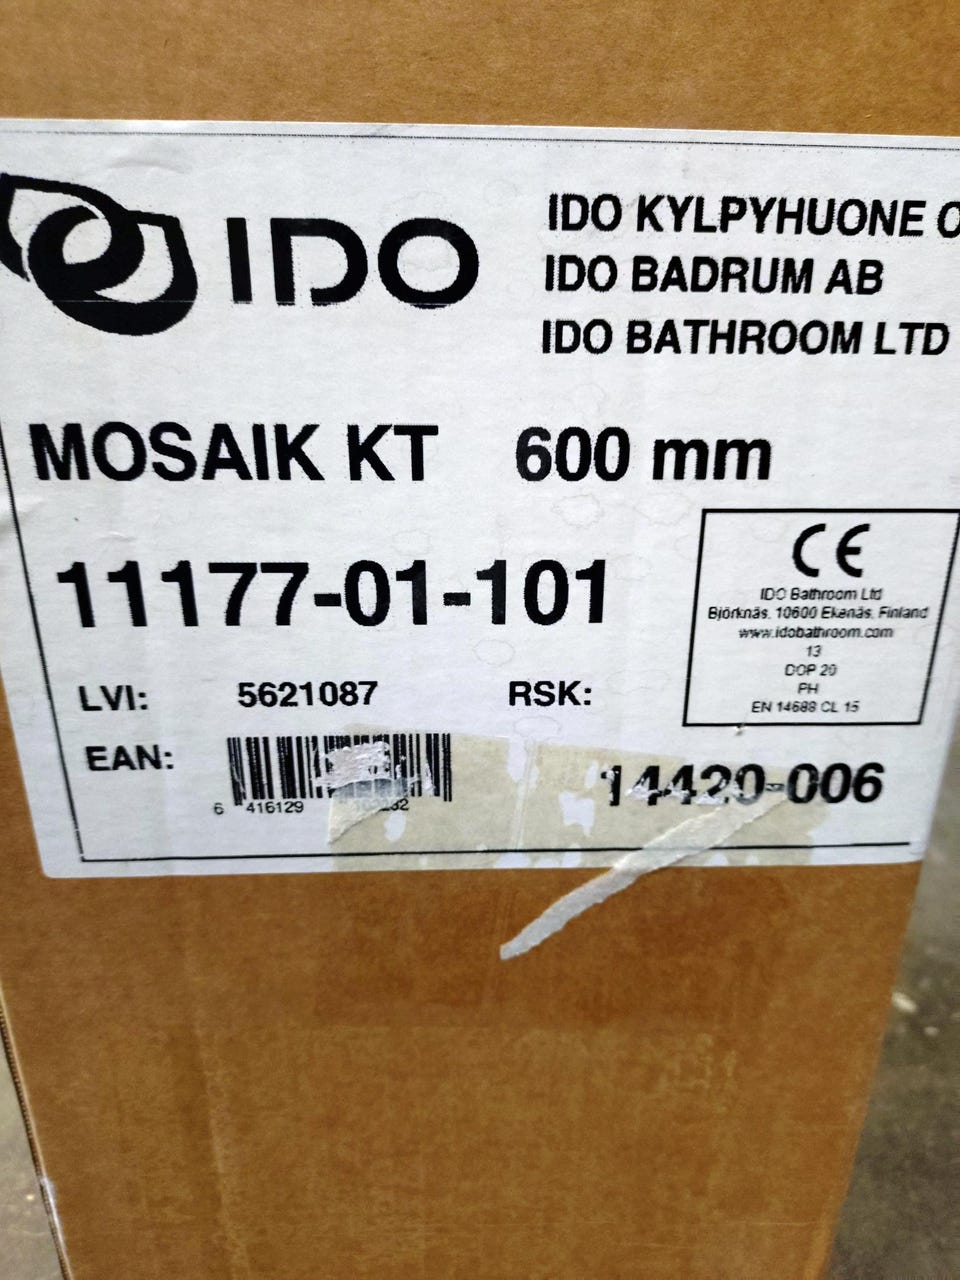 IDO
IDO KYLPYHUONE O
IDO BADRUM AB
IDO BATHROOM LTD
MOSAIK KT 600 mm
11177-01-101
CE
IDO Bathroom Ltd
Björknäs, 10600 Ekenäs, Finland
www.idobathroom.com
13
DOP 20
PH
EN 14688 CL 15
LVI: 5621087 RSK:
EAN:
6 416129
14420-006